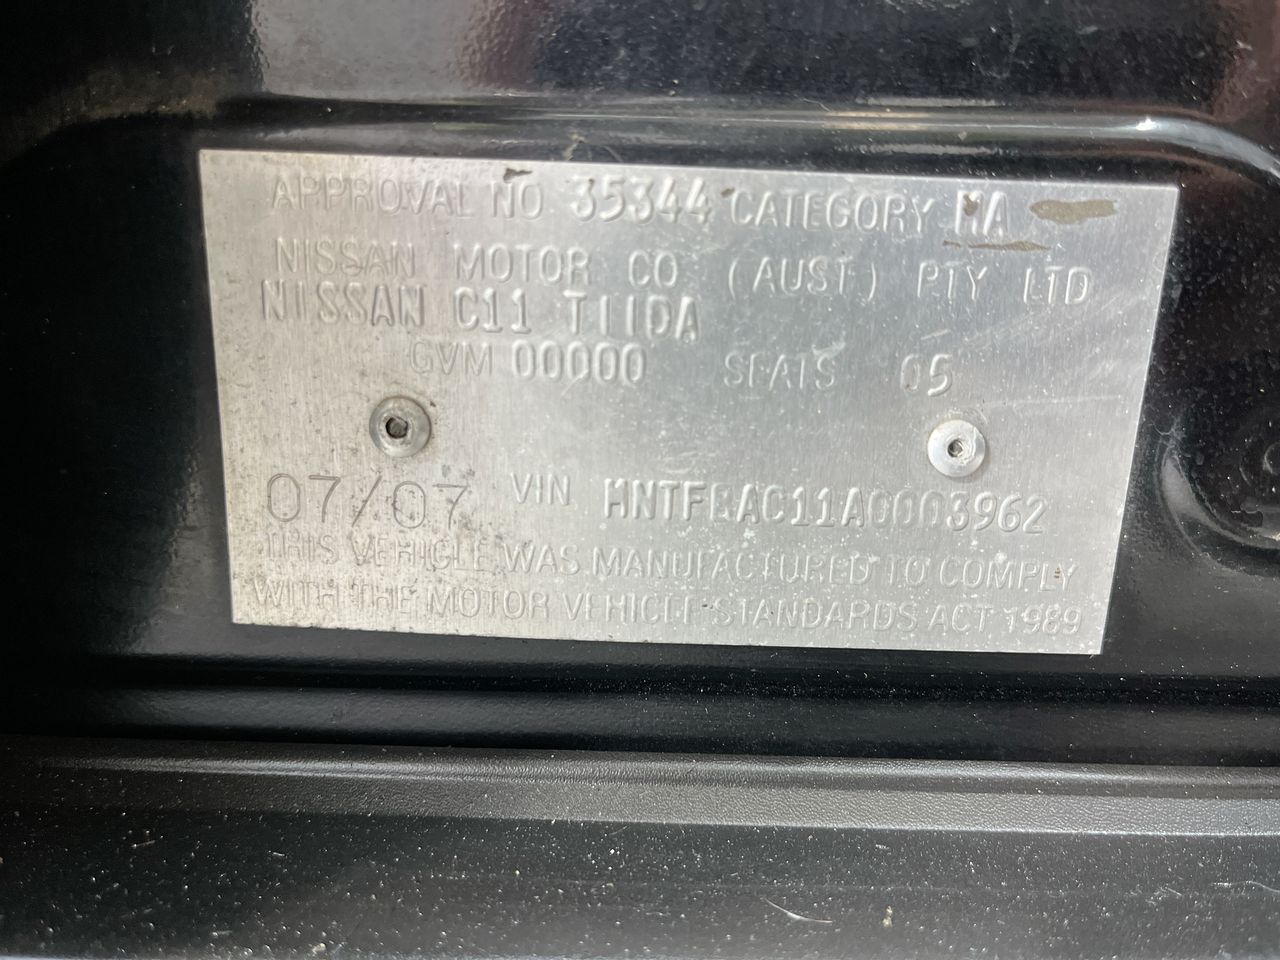 APPROVAL NO 35344 CATEGORY MA
NISSAN MOTOR CO (AUST) PTY LTD
NISSAN C11 TIIDA
GVM 00000 SEATS 05
07/07 VIN MNTFBAC11A0003962
THIS VEHICLE WAS MANUFACTURED TO COMPLY
WITH THE MOTOR VEHICLE STANDARDS ACT 1989